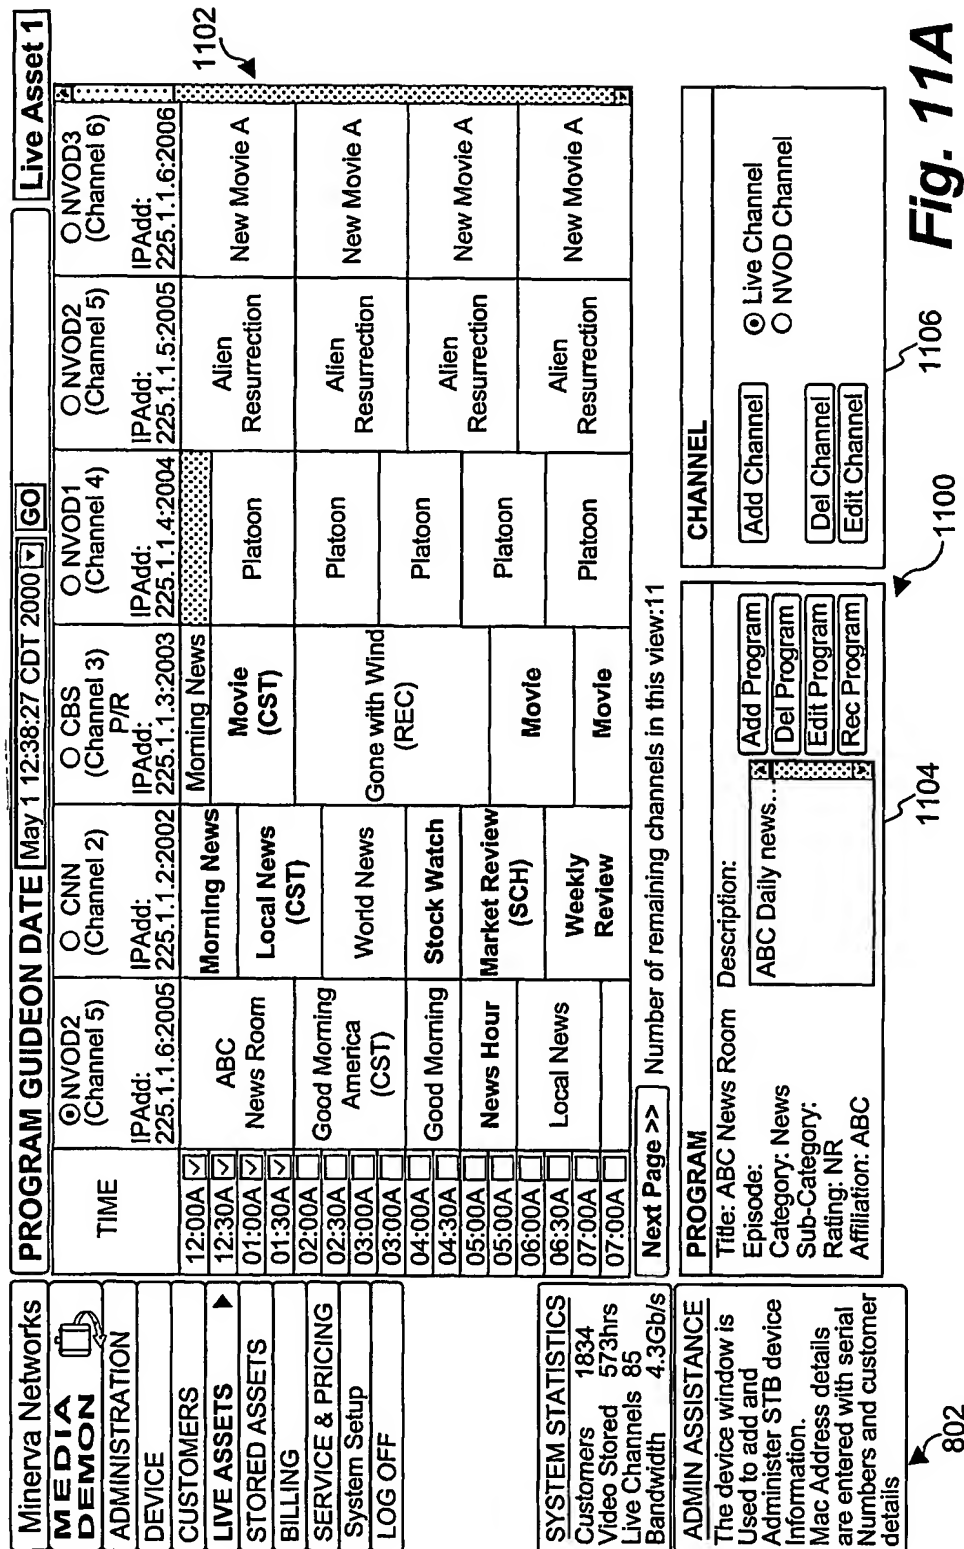 Minerva Networks
MEDIA
DEMON
ADMINISTRATION
DEVICE
CUSTOMERS
LIVE ASSETS ▶
STORED ASSETS
BILLING
SERVICE & PRICING
System Setup
LOG OFF
SYSTEM STATISTICS
Customers 1834
Video Stored 573hrs
Live Channels 85
Bandwidth 4.3Gb/s
ADMIN ASSISTANCE
The device window is
Used to add and
Administer STB device
Information.
Mac Address details
are entered with serial
Numbers and customer
details
802
PROGRAM GUIDEON DATE May 1 12:38:27 CDT 2000 GO
Live Asset 1
TIME
NVOD2
(Channel 5)
IPAdd:
225.1.1.6:2005
CNN
(Channel 2)
IPAdd:
225.1.1.2:2002
CBS
(Channel 3)
P/R
IPAdd:
225.1.1.3:2003
NVOD1
(Channel 4)
IPAdd:
225.1.1.4:2004
NVOD2
(Channel 5)
IPAdd:
225.1.1.5:2005
NVOD3
(Channel 6)
IPAdd:
225.1.1.6:2006
12:00A
12:30A
01:00A
01:30A
02:00A
02:30A
03:00A
03:00A
04:00A
04:30A
05:00A
05:00A
06:00A
06:30A
07:00A
07:00A
ABC
News Room
Good Morning
America
(CST)
Good Morning
News Hour
Local News
Morning News
Local News
(CST)
World News
Stock Watch
Market Review
(SCH)
Weekly
Review
Morning News
Movie
(CST)
Gone with Wind
(REC)
Movie
Movie
Platoon
Platoon
Platoon
Platoon
Platoon
Alien
Resurrection
Alien
Resurrection
Alien
Resurrection
Alien
Resurrection
New Movie A
New Movie A
New Movie A
New Movie A
1102
Next Page >> Number of remaining channels in this view:11
PROGRAM
Title: ABC News Room
Episode:
Category: News
Sub-Category:
Rating: NR
Affiliation: ABC
Description:
ABC Daily news...
Add Program
Del Program
Edit Program
Rec Program
1104
1100
CHANNEL
Add Channel
Del Channel
Edit Channel
Live Channel
NVOD Channel
1106
Fig. 11A